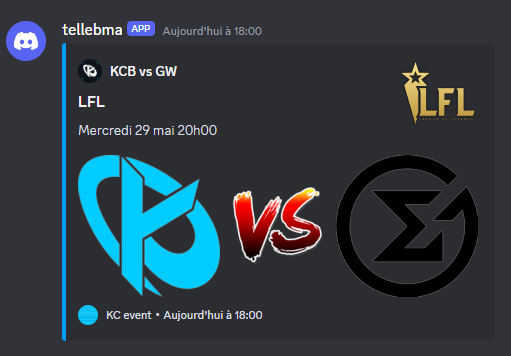 tellebma APP Aujourd'hui à 18:00
KCB vs GW
LFL
LFL
Mercredi 29 mai 20h00
VS
KC event • Aujourd'hui à 18:00